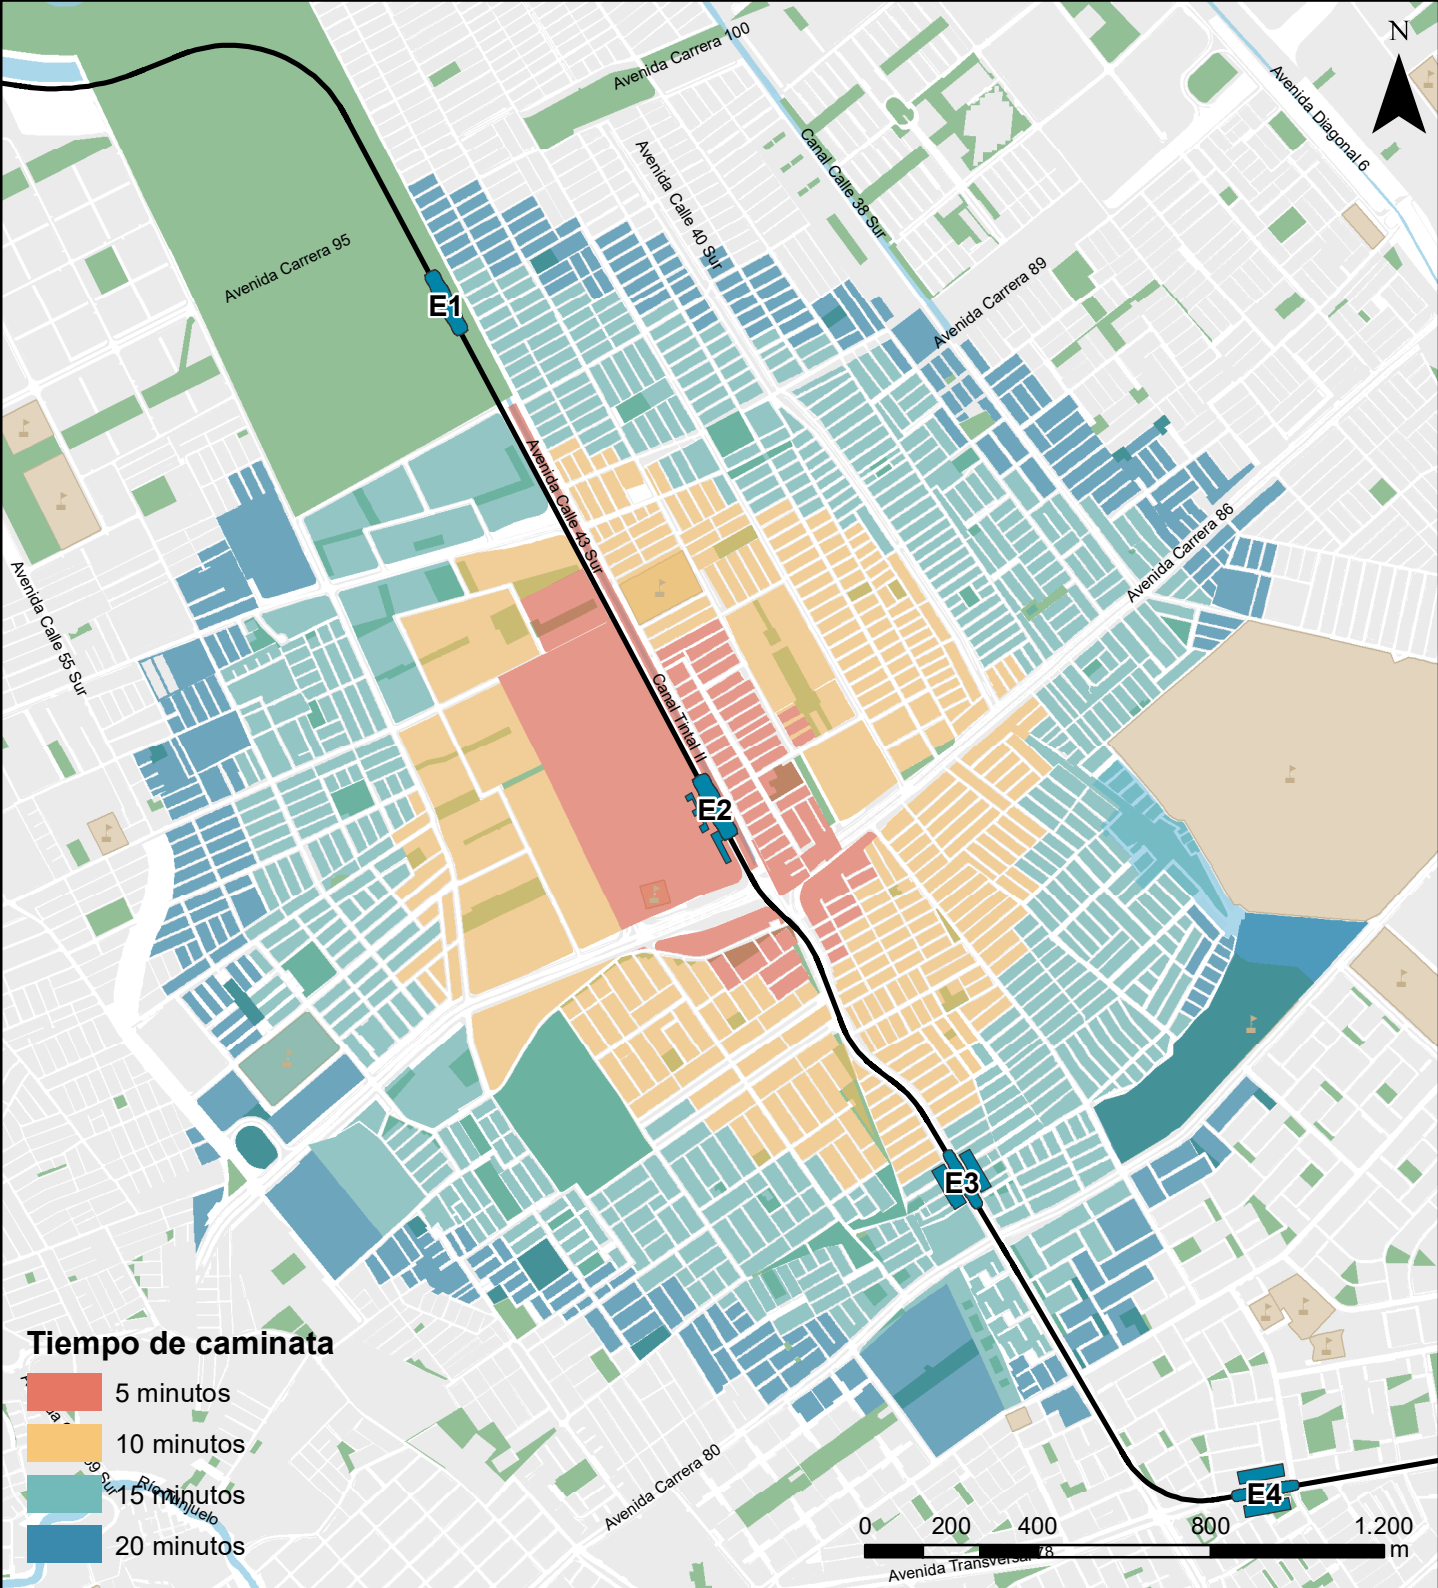 N
Avenida Carrera 100
Avenida Diagonal 6
Canal Calle 38 Sur
Avenida Calle 40 Sur
Avenida Carrera 95
Avenida Carrera 89
E1
Avenida Calle 43 Sur
Avenida Carrera 86
Avenida Calle 55 Sur
Canal Tintal II
E2
E3
Tiempo de caminata
5 minutos
10 minutos
15 minutos
20 minutos
Río Tunjuelo
Avenida Carrera 80
E4
0 200 400 800 1.200
m
Avenida Transversal 78